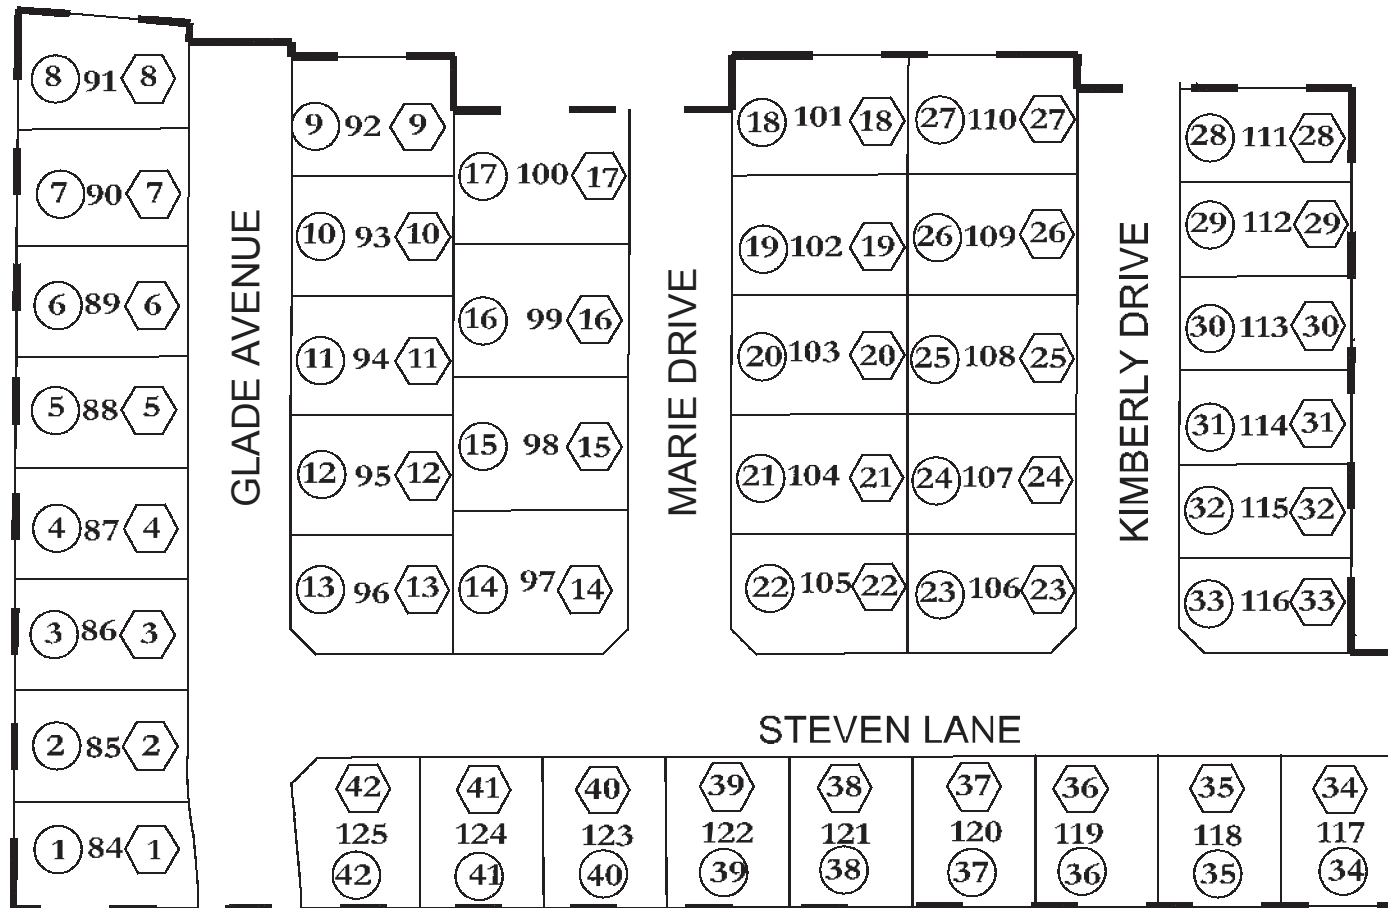 8 91 8
7 90 7
6 89 6
5 88 5
4 87 4
3 86 3
2 85 2
1 84 1
GLADE AVENUE
9 92 9
10 93 10
11 94 11
12 95 12
13 96 13
17 100 17
16 99 16
15 98 15
14 97 14
MARIE DRIVE
18 101 18
19 102 19
20 103 20
21 104 21
22 105 22
27 110 27
26 109 26
25 108 25
24 107 24
23 106 23
KIMBERLY DRIVE
28 111 28
29 112 29
30 113 30
31 114 31
32 115 32
33 116 33
STEVEN LANE
42 41 40 39 38 37 36 35 34
125 124 123 122 121 120 119 118 117
42 41 40 39 38 37 36 35 34